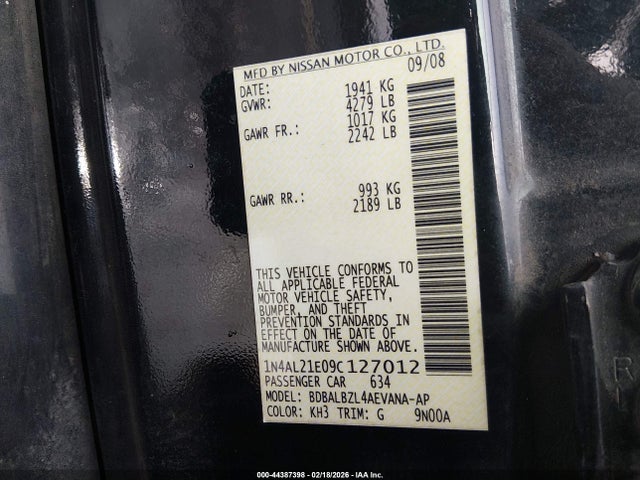 MFD BY NISSAN MOTOR CO., LTD.
DATE: 09/08
GVWR: 1941 KG
4279 LB
GAWR FR.: 1017 KG
2242 LB
GAWR RR.: 993 KG
2189 LB
THIS VEHICLE CONFORMS TO
ALL APPLICABLE FEDERAL
MOTOR VEHICLE SAFETY,
BUMPER, AND THEFT
PREVENTION STANDARDS IN
EFFECT ON THE DATE OF
MANUFACTURE SHOWN ABOVE.
1N4AL21E09C127012
PASSENGER CAR 634
MODEL: BDBALBZL4AEVANA-AP
COLOR: KH3 TRIM: G 9N00A
000-44387398 - 02/18/2026 - IAA Inc.